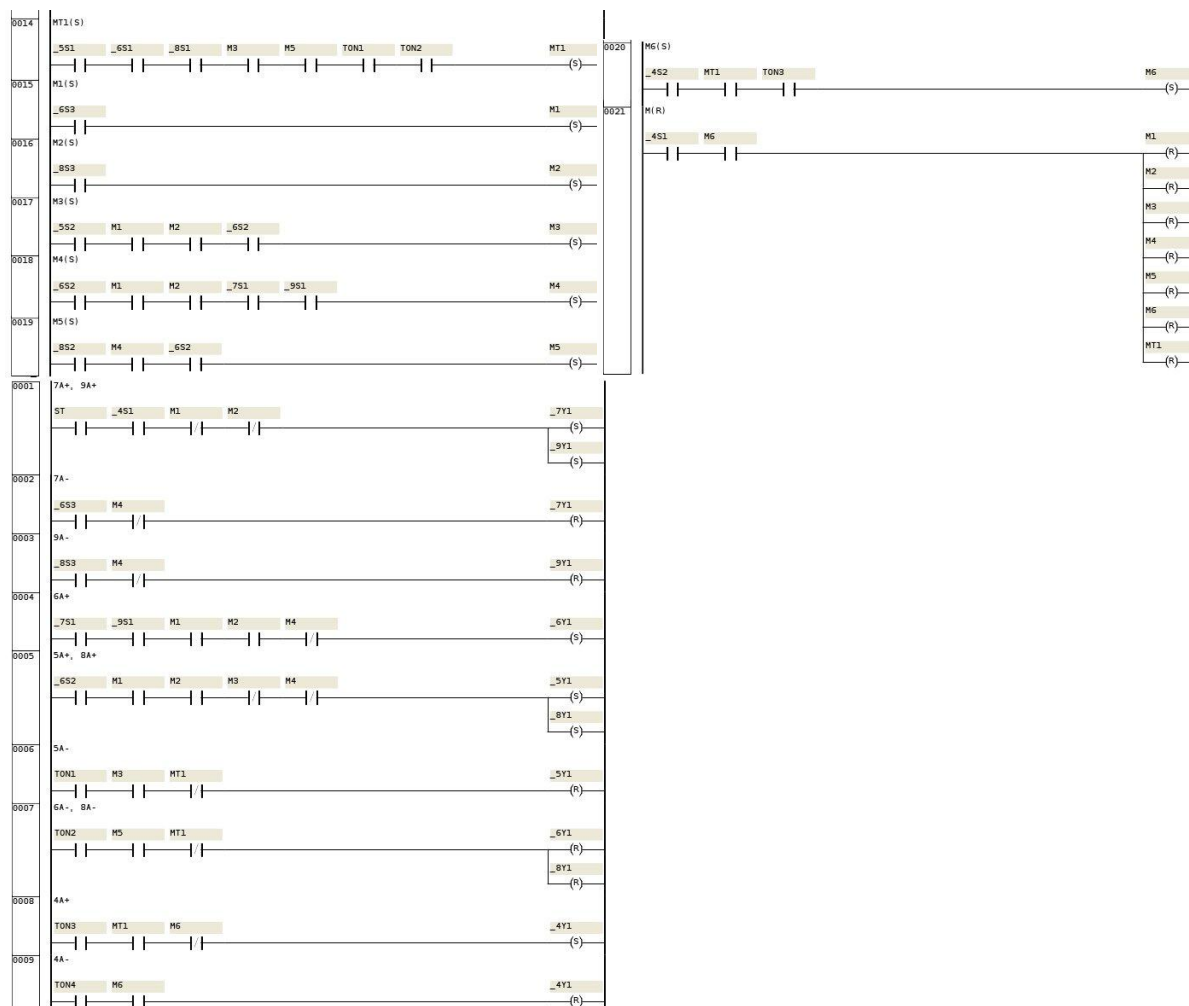 0014
MT1(S)
_5S1 _6S1 _8S1 M3 M5 TON1 TON2 MT1
(S)
0015
M1(S)
_6S3 M1
(S)
0016
M2(S)
_8S3 M2
(S)
0017
M3(S)
_5S2 M1 M2 _6S2 M3
(S)
0018
M4(S)
_6S2 M1 M2 _7S1 _9S1 M4
(S)
0019
M5(S)
_8S2 M4 _6S2 M5
(S)
0020
M6(S)
_4S2 MT1 TON3 M6
(S)
0021
M(R)
_4S1 M6 M1
(R)
M2
(R)
M3
(R)
M4
(R)
M5
(R)
M6
(R)
MT1
(R)
0001
7A+, 9A+
ST _4S1 M1 M2 _7Y1
(S)
_9Y1
(S)
0002
7A-
_6S3 M4 _7Y1
(R)
0003
9A-
_8S3 M4 _9Y1
(R)
0004
6A+
_7S1 _9S1 M1 M2 M4 _6Y1
(S)
0005
5A+, 8A+
_6S2 M1 M2 M3 M4 _5Y1
(S)
_8Y1
(S)
0006
5A-
TON1 M3 MT1 _5Y1
(R)
0007
6A-, 8A-
TON2 M5 MT1 _6Y1
(R)
_8Y1
(R)
0008
4A+
TON3 MT1 M6 _4Y1
(S)
0009
4A-
TON4 M6 _4Y1
(R)